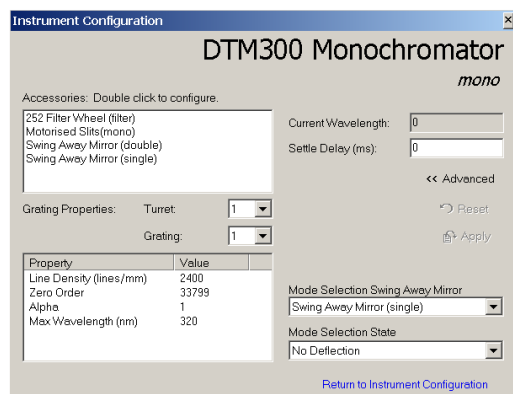 Instrument Configuration
DTM300 Monochromator
mono
Accessories: Double click to configure.
252 Filter Wheel (filter)
Motorised Slits(mono)
Swing Away Mirror (double)
Swing Away Mirror (single)
Current Wavelength: 0
Settle Delay (ms): 0
<< Advanced
Grating Properties: Turret: 1
Reset
Grating: 1
Apply
Property Value
Line Density (lines/mm) 2400
Zero Order 33799
Alpha 1
Max Wavelength (nm) 320
Mode Selection Swing Away Mirror
Swing Away Mirror (single)
Mode Selection State
No Deflection
Return to Instrument Configuration